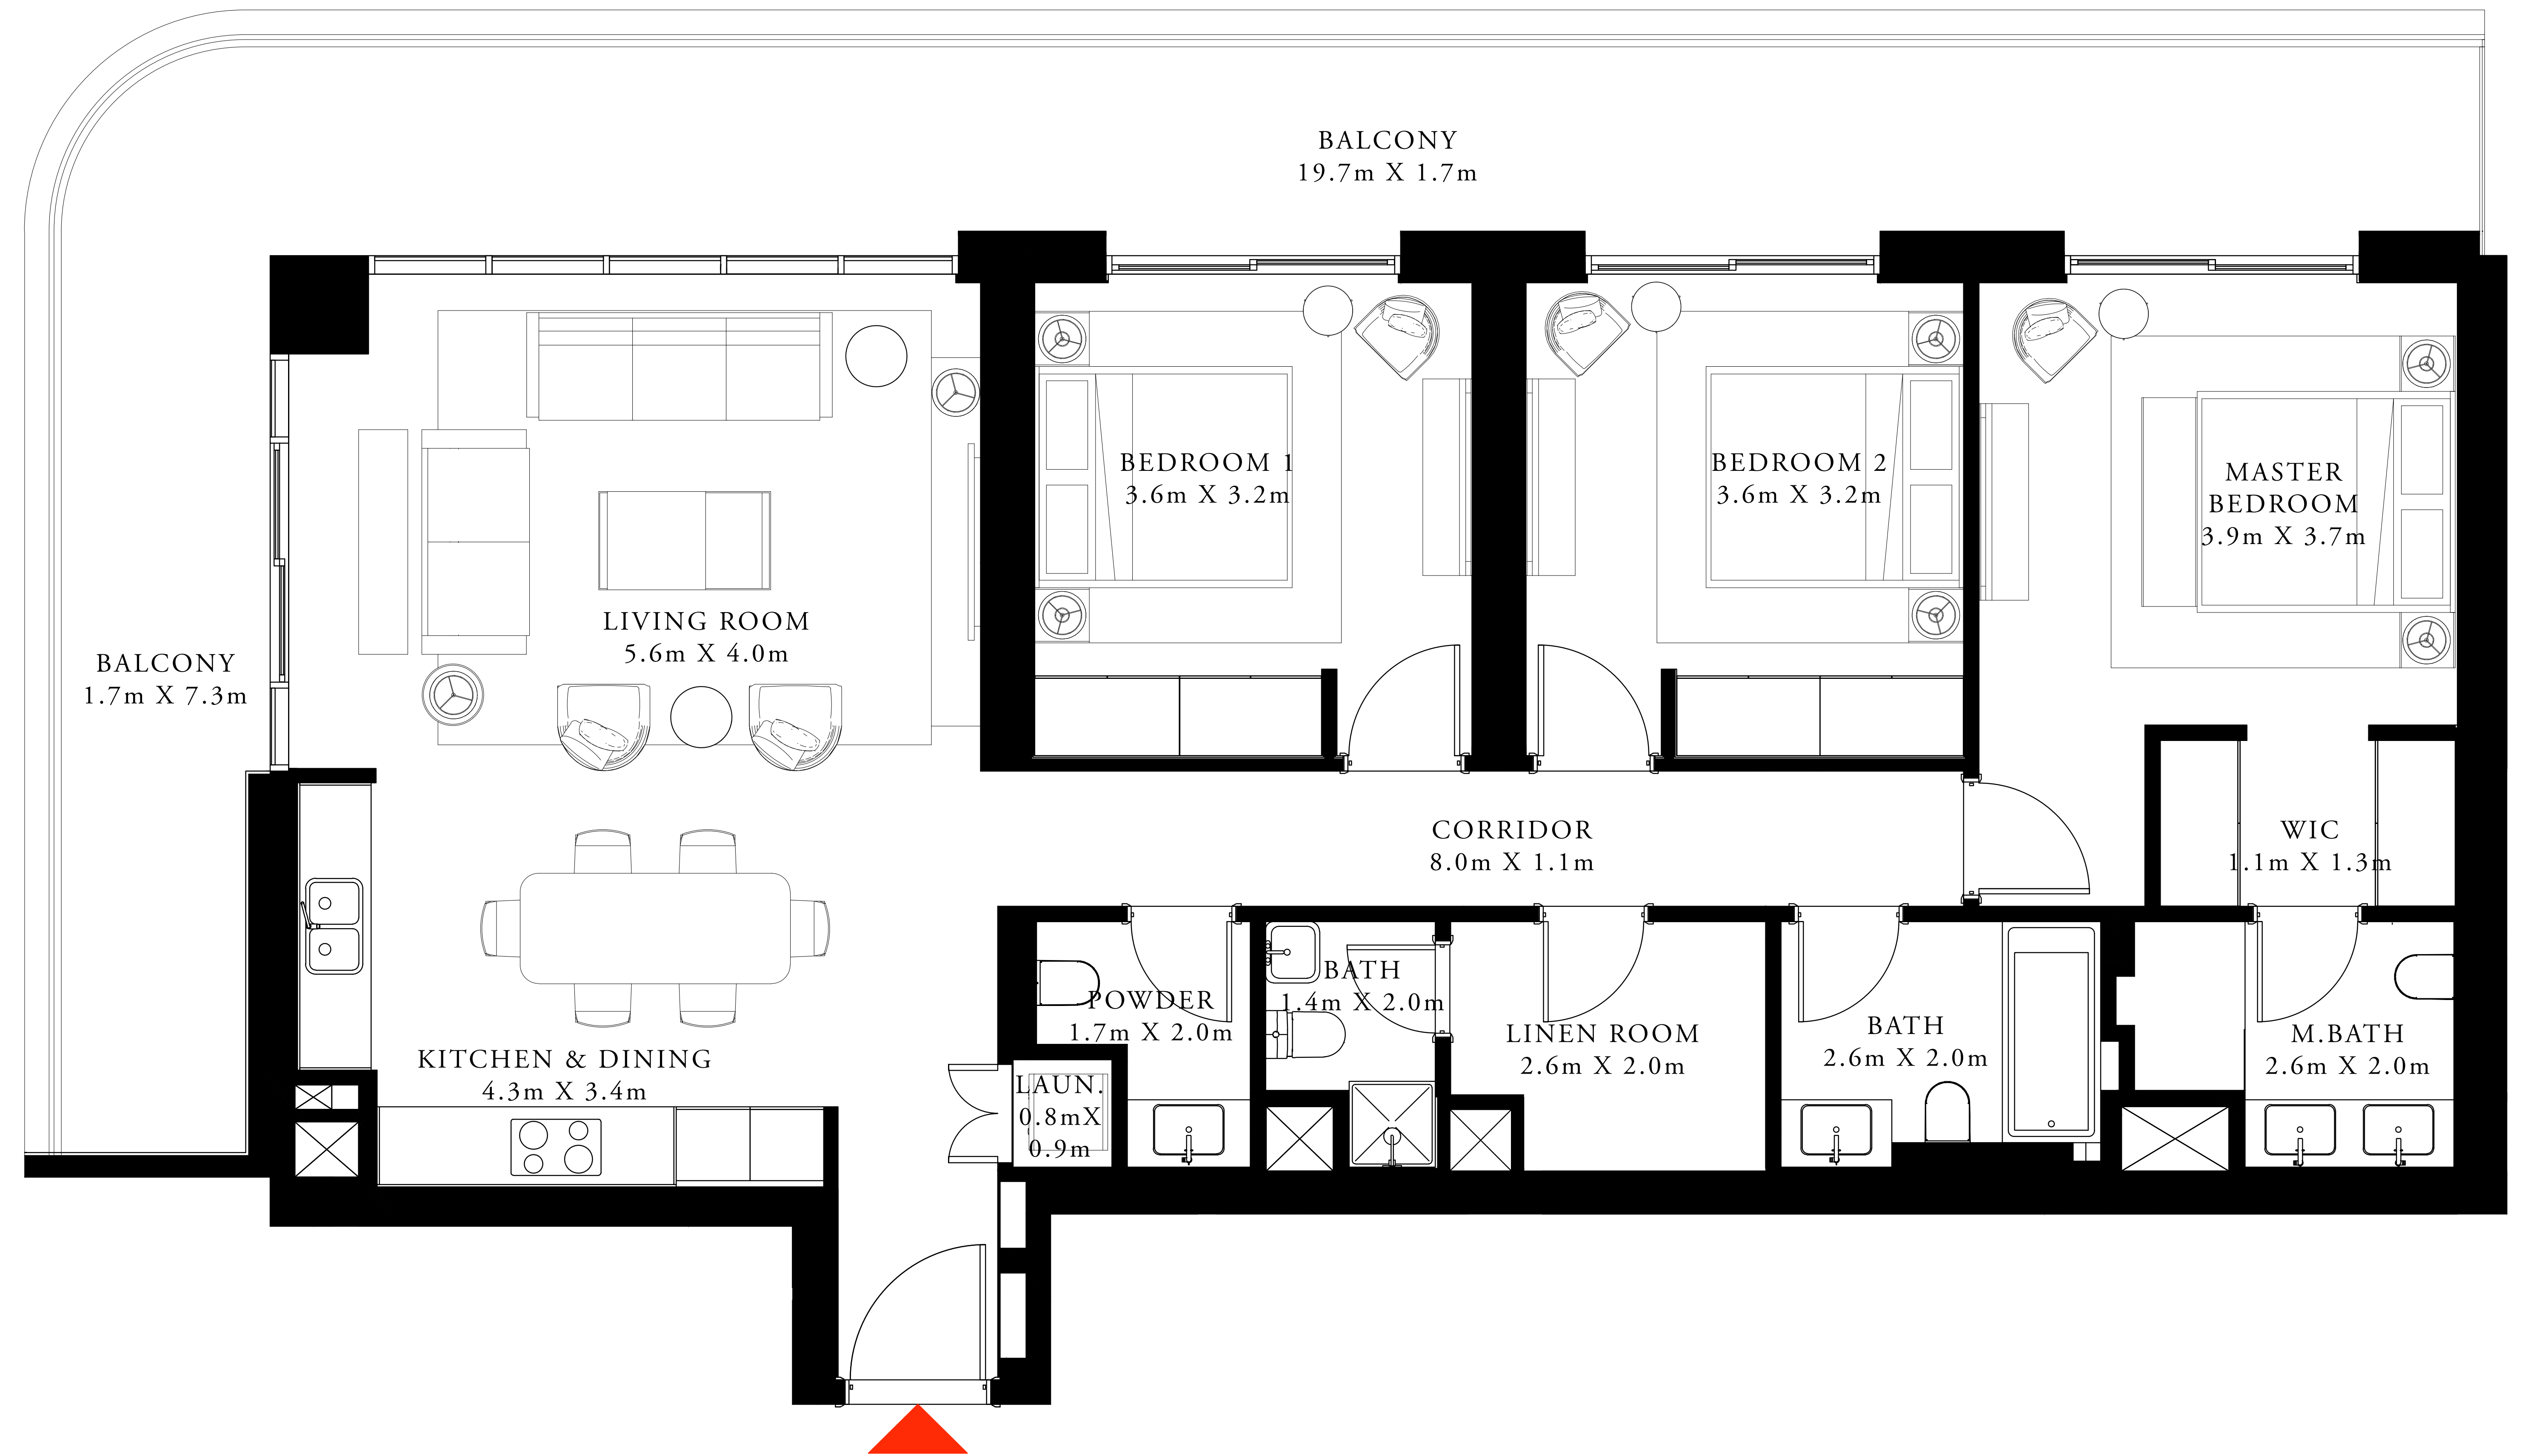 BALCONY
19.7m X 1.7m
BEDROOM 1
3.6m X 3.2m
BEDROOM 2
3.6m X 3.2m
MASTER
BEDROOM
3.9m X 3.7m
LIVING ROOM
5.6m X 4.0m
BALCONY
1.7m X 7.3m
CORRIDOR
8.0m X 1.1m
WIC
1.1m X 1.3m
BATH
1.4m X 2.0m
POWDER
1.7m X 2.0m
LINEN ROOM
2.6m X 2.0m
BATH
2.6m X 2.0m
M.BATH
2.6m X 2.0m
KITCHEN & DINING
4.3m X 3.4m
LAUN.
0.8mX
0.9m